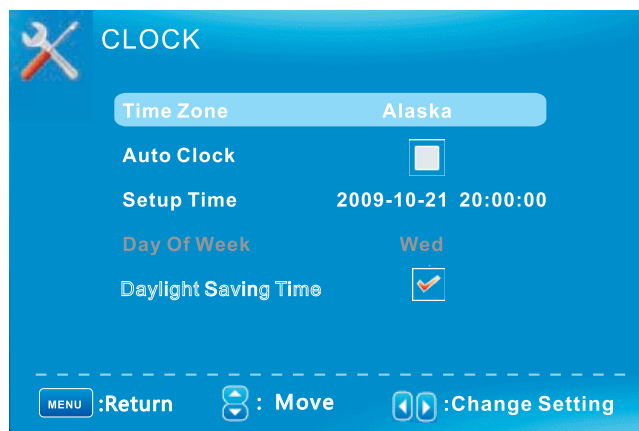 CLOCK
Time Zone Alaska
Auto Clock
Setup Time 2009-10-21 20:00:00
Day Of Week Wed
Daylight Saving Time
MENU :Return : Move :Change Setting